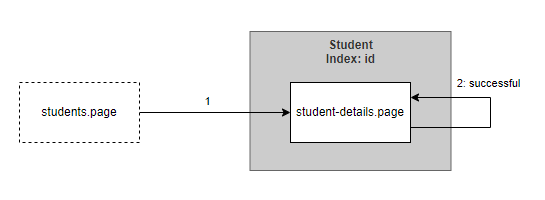 Student
Index: id
2: successful
students.page
1
student-details.page